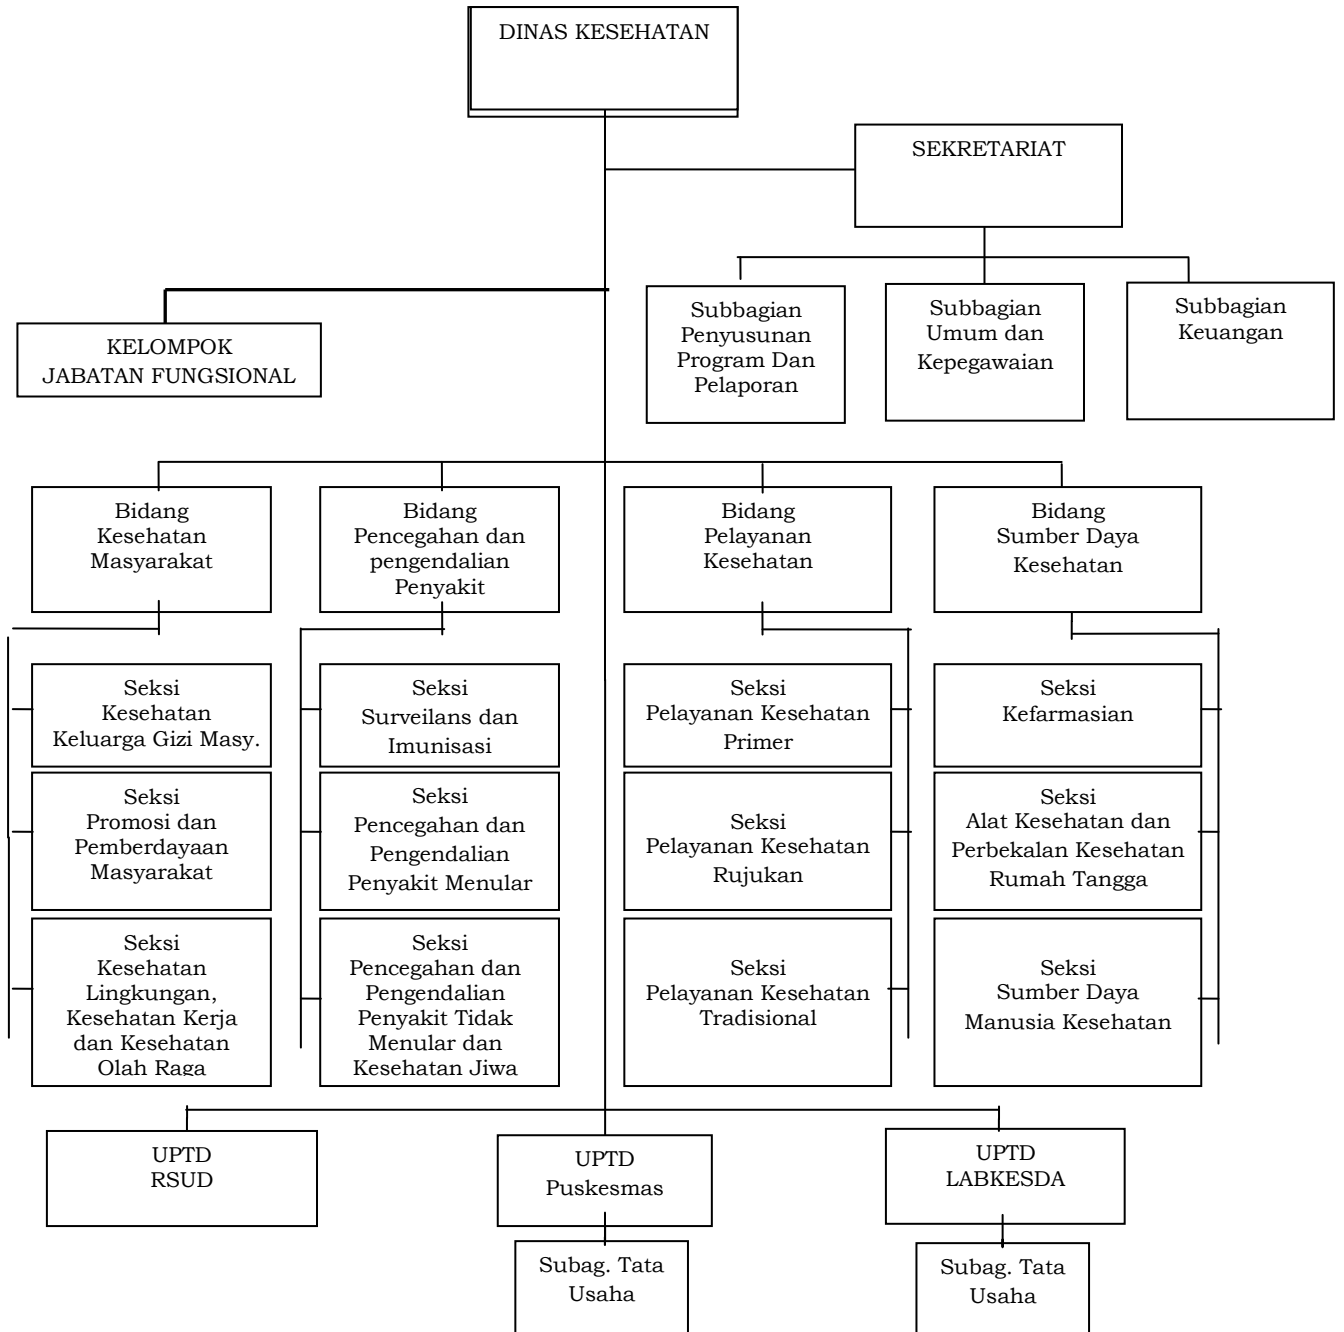 DINAS KESEHATAN
SEKRETARIAT
Subbagian
Penyusunan
Program Dan
Pelaporan
Subbagian
Umum dan
Kepegawaian
Subbagian
Keuangan
KELOMPOK
JABATAN FUNGSIONAL
Bidang
Kesehatan
Masyarakat
Bidang
Pencegahan dan
pengendalian
Penyakit
Bidang
Pelayanan
Kesehatan
Bidang
Sumber Daya
Kesehatan
Seksi
Kesehatan
Keluarga Gizi Masy.
Seksi
Surveilans dan
Imunisasi
Seksi
Pelayanan Kesehatan
Primer
Seksi
Kefarmasian
Seksi
Promosi dan
Pemberdayaan
Masyarakat
Seksi
Pencegahan dan
Pengendalian
Penyakit Menular
Seksi
Pelayanan Kesehatan
Rujukan
Seksi
Alat Kesehatan dan
Perbekalan Kesehatan
Rumah Tangga
Seksi
Kesehatan
Lingkungan,
Kesehatan Kerja
dan Kesehatan
Olah Raga
Seksi
Pencegahan dan
Pengendalian
Penyakit Tidak
Menular dan
Kesehatan Jiwa
Seksi
Pelayanan Kesehatan
Tradisional
Seksi
Sumber Daya
Manusia Kesehatan
UPTD
RSUD
UPTD
Puskesmas
UPTD
LABKESDA
Subag. Tata
Usaha
Subag. Tata
Usaha